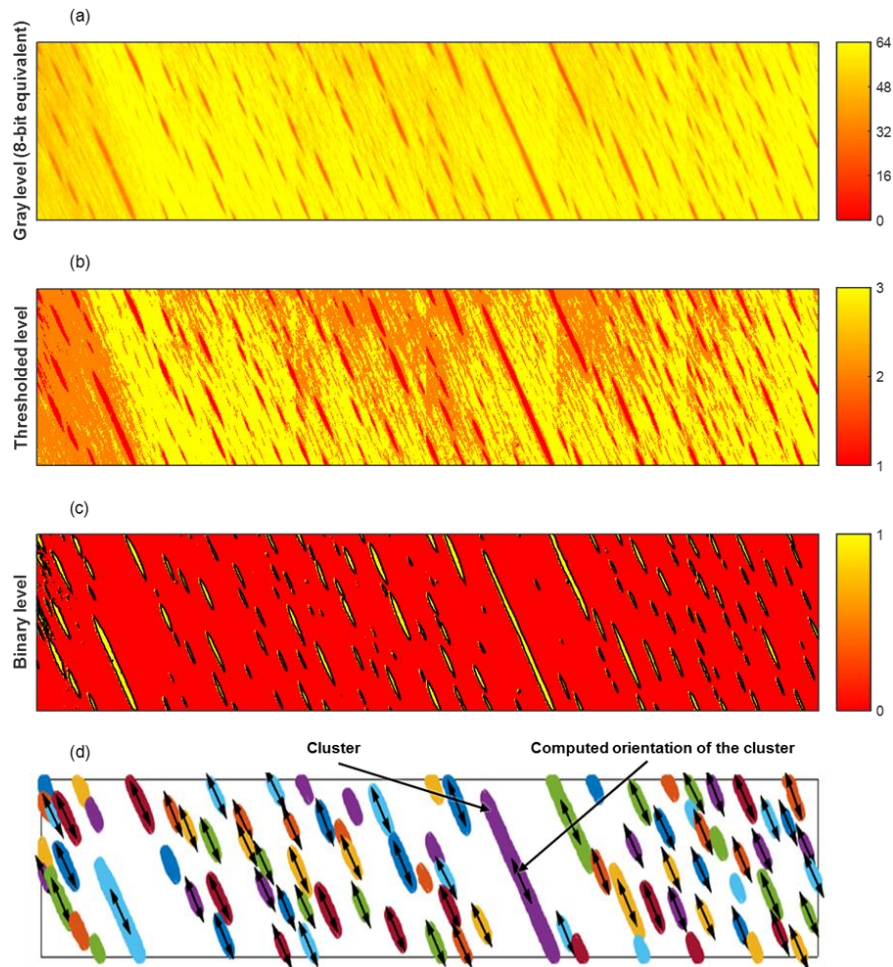 (a)
Gray level (8-bit equivalent)
64
48
32
16
0
(b)
Thresholded level
3
2
1
(c)
Binary level
1
0
(d)
Cluster
Computed orientation of the cluster